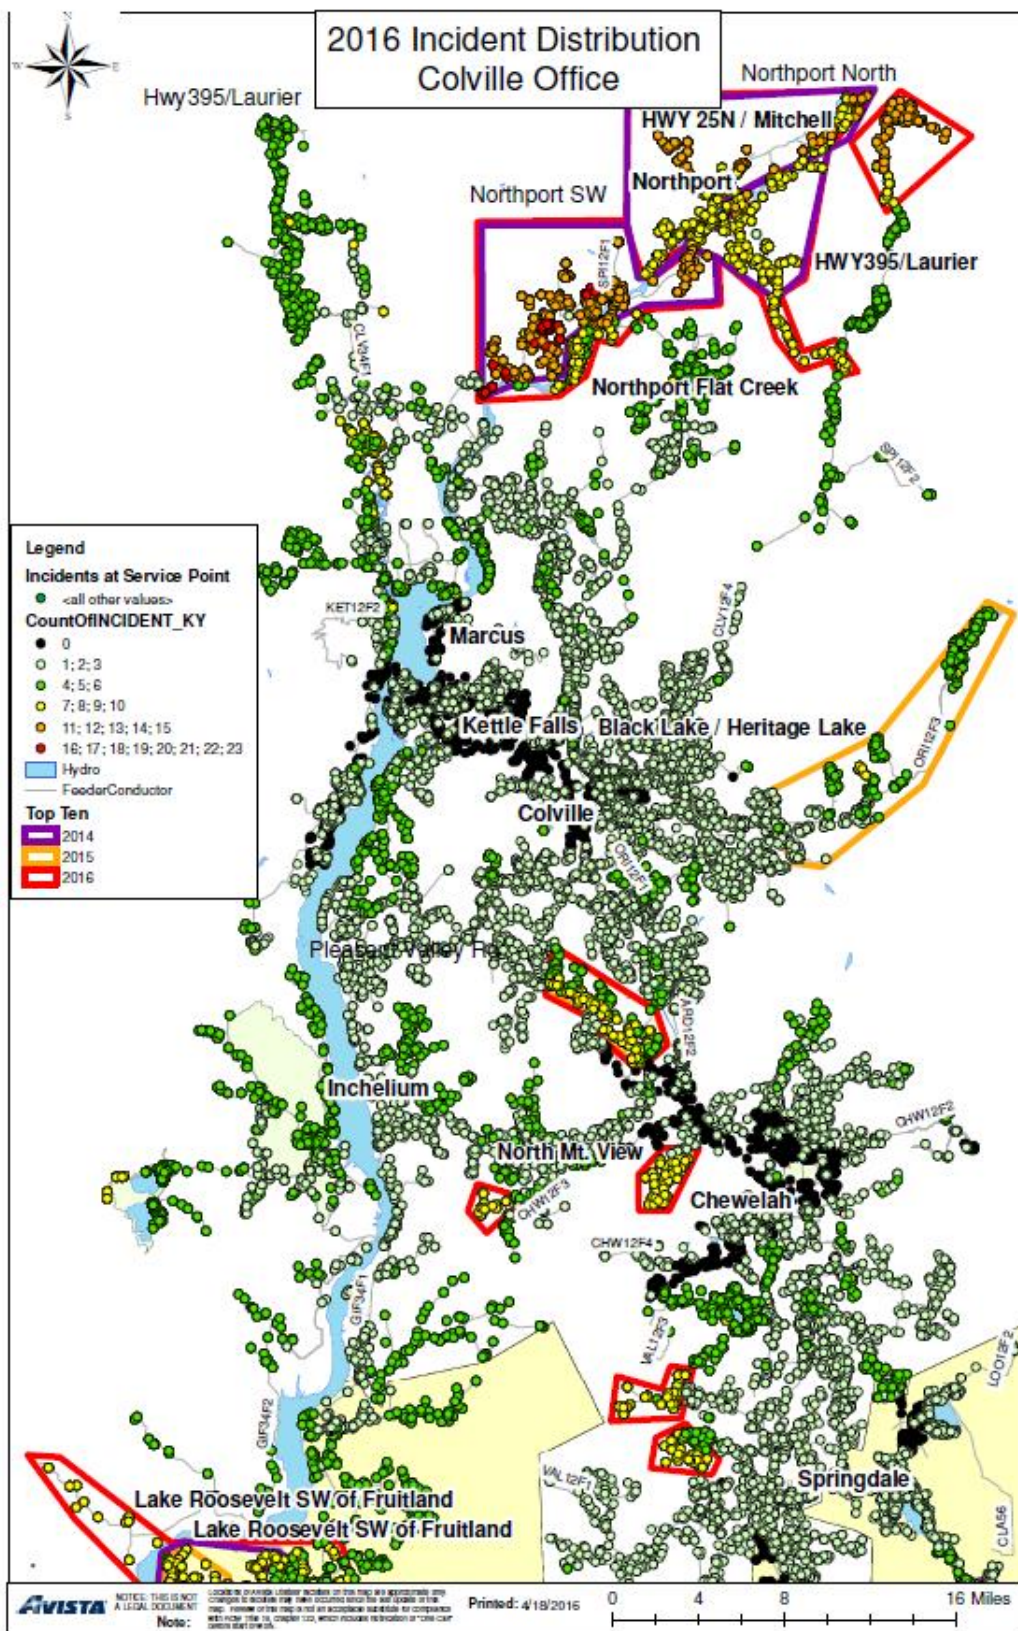 2016 Incident Distribution
Colville Office
N
W
E
S
Hwy395/Laurier
Northport North
HWY 25N / Mitchell
Northport
Northport SW
SPI12F1
HWY395/Laurier
CLV34F1
Northport Flat Creek
SPI12F2
Legend
Incidents at Service Point
<all other values>
CountOfINCIDENT_KY
0
1; 2; 3
4; 5; 6
7; 8; 9; 10
11; 12; 13; 14; 15
16; 17; 18; 19; 20; 21; 22; 23
Hydro
FeederConductor
Top Ten
2014
2015
2016
KET12F2
CLV12F4
Marcus
Kettle Falls
Black Lake / Heritage Lake
ORI12F3
Colville
ORI12F1
Pleasant Valley
ARD12F2
Inchelium
CHW12F2
North Mt. View
CHW12F3
Chewelah
CHW12F4
GIF34F1
VAL12F3
LOO12F2
GIF34F2
VAL12F1
Springdale
Lake Roosevelt SW of Fruitland
Lake Roosevelt SW of Fruitland
CLA56
AVISTA
NOTICE: THIS IS NOT
A LEGAL DOCUMENT
Note:
Printed: 4/18/2016
0 4 8 16 Miles